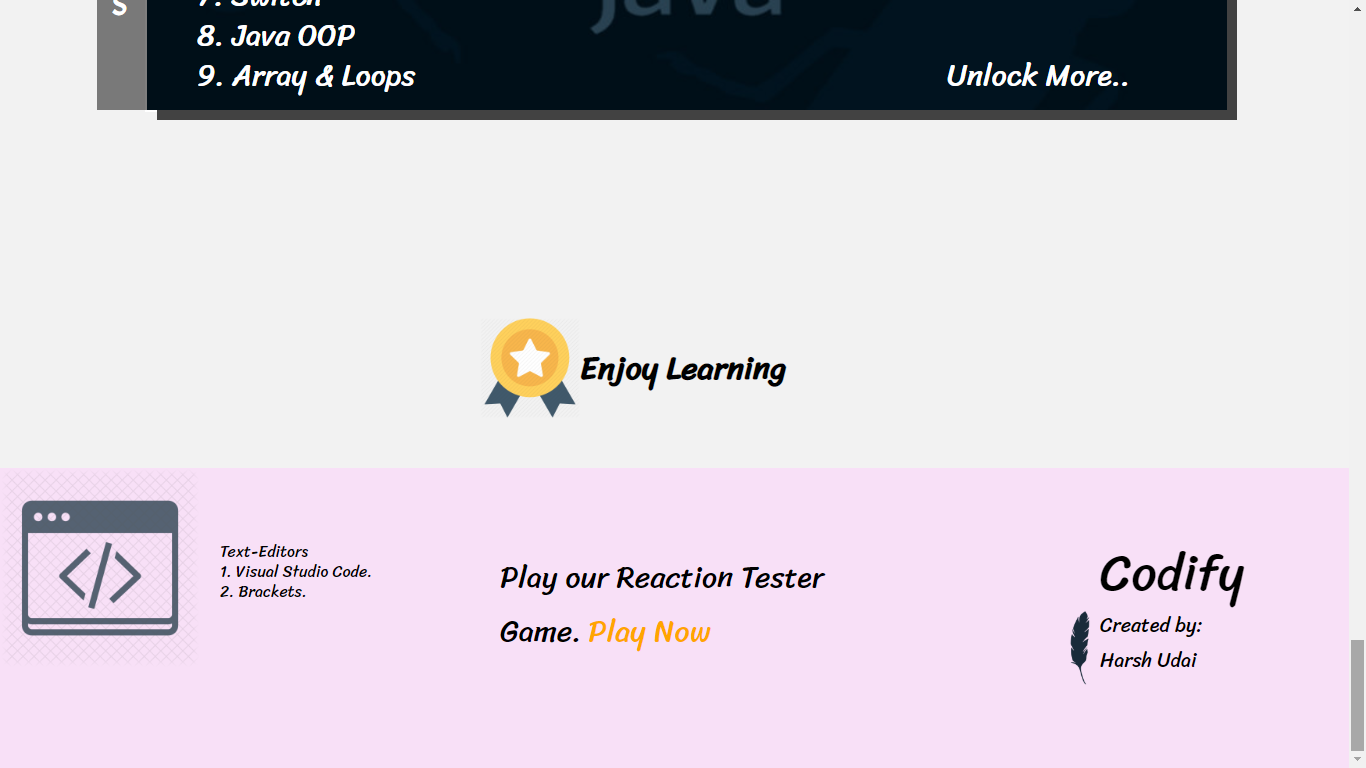 S
7. Switch
Java
8. Java OOP
9. Array & Loops
Unlock More..
Enjoy Learning
Text-Editors
1. Visual Studio Code.
2. Brackets.
Play our Reaction Tester
Game. Play Now
Codify
Created by:
Harsh Udai